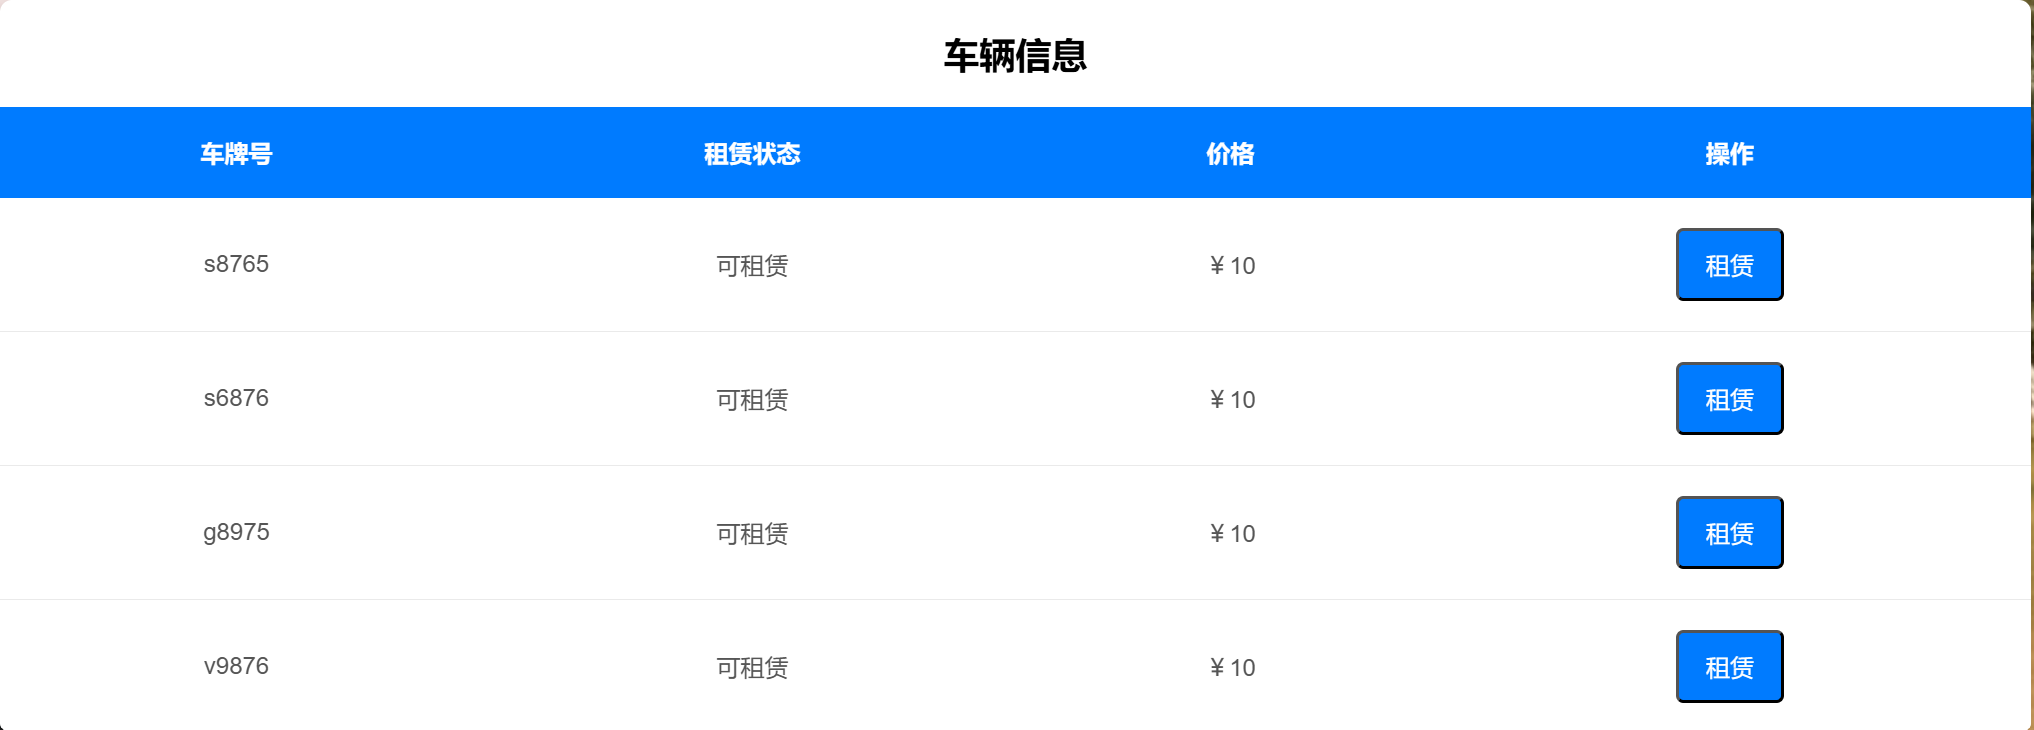 车辆信息
车牌号 租赁状态 价格 操作
s8765 可租赁 ¥ 10 租赁
s6876 可租赁 ¥ 10 租赁
g8975 可租赁 ¥ 10 租赁
v9876 可租赁 ¥ 10 租赁